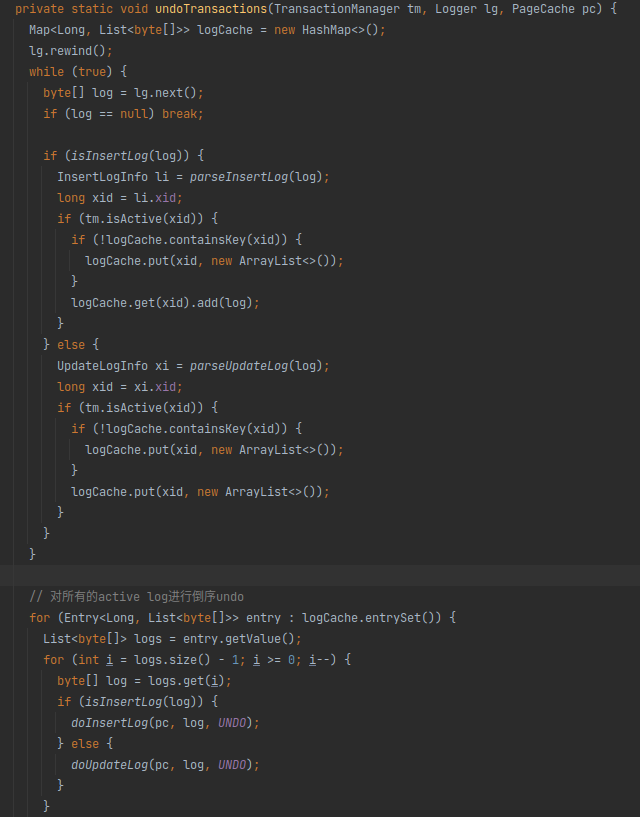 private static void undoTransactions(TransactionManager tm, Logger lg, PageCache pc) {
Map<Long, List<byte[]>> logCache = new HashMap<>();
lg.rewind();
while (true) {
byte[] log = lg.next();
if (log == null) break;
if (isInsertLog(log)) {
InsertLogInfo li = parseInsertLog(log);
long xid = li.xid;
if (tm.isActive(xid)) {
if (!logCache.containsKey(xid)) {
logCache.put(xid, new ArrayList<>());
}
logCache.get(xid).add(log);
}
} else {
UpdateLogInfo xi = parseUpdateLog(log);
long xid = xi.xid;
if (tm.isActive(xid)) {
if (!logCache.containsKey(xid)) {
logCache.put(xid, new ArrayList<>());
}
logCache.put(xid, new ArrayList<>());
}
}
}
// 对所有的active log进行倒序undo
for (Entry<Long, List<byte[]>> entry : logCache.entrySet()) {
List<byte[]> logs = entry.getValue();
for (int i = logs.size() - 1; i >= 0; i--) {
byte[] log = logs.get(i);
if (isInsertLog(log)) {
doInsertLog(pc, log, UNDO);
} else {
doUpdateLog(pc, log, UNDO);
}
}